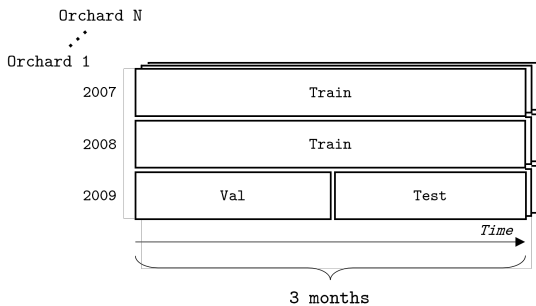 Orchard N
Orchard 1
2007 Train
2008 Train
2009 Val Test
Time
3 months